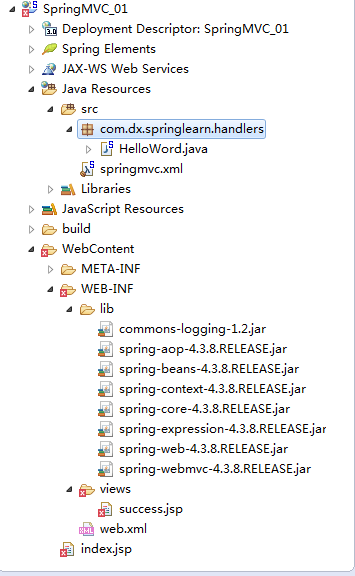 SpringMVC_01
Deployment Descriptor: SpringMVC_01
Spring Elements
JAX-WS Web Services
Java Resources
src
com.dx.springlearn.handlers
HelloWord.java
springmvc.xml
Libraries
JavaScript Resources
build
WebContent
META-INF
WEB-INF
lib
commons-logging-1.2.jar
spring-aop-4.3.8.RELEASE.jar
spring-beans-4.3.8.RELEASE.jar
spring-context-4.3.8.RELEASE.jar
spring-core-4.3.8.RELEASE.jar
spring-expression-4.3.8.RELEASE.jar
spring-web-4.3.8.RELEASE.jar
spring-webmvc-4.3.8.RELEASE.jar
views
success.jsp
web.xml
index.jsp